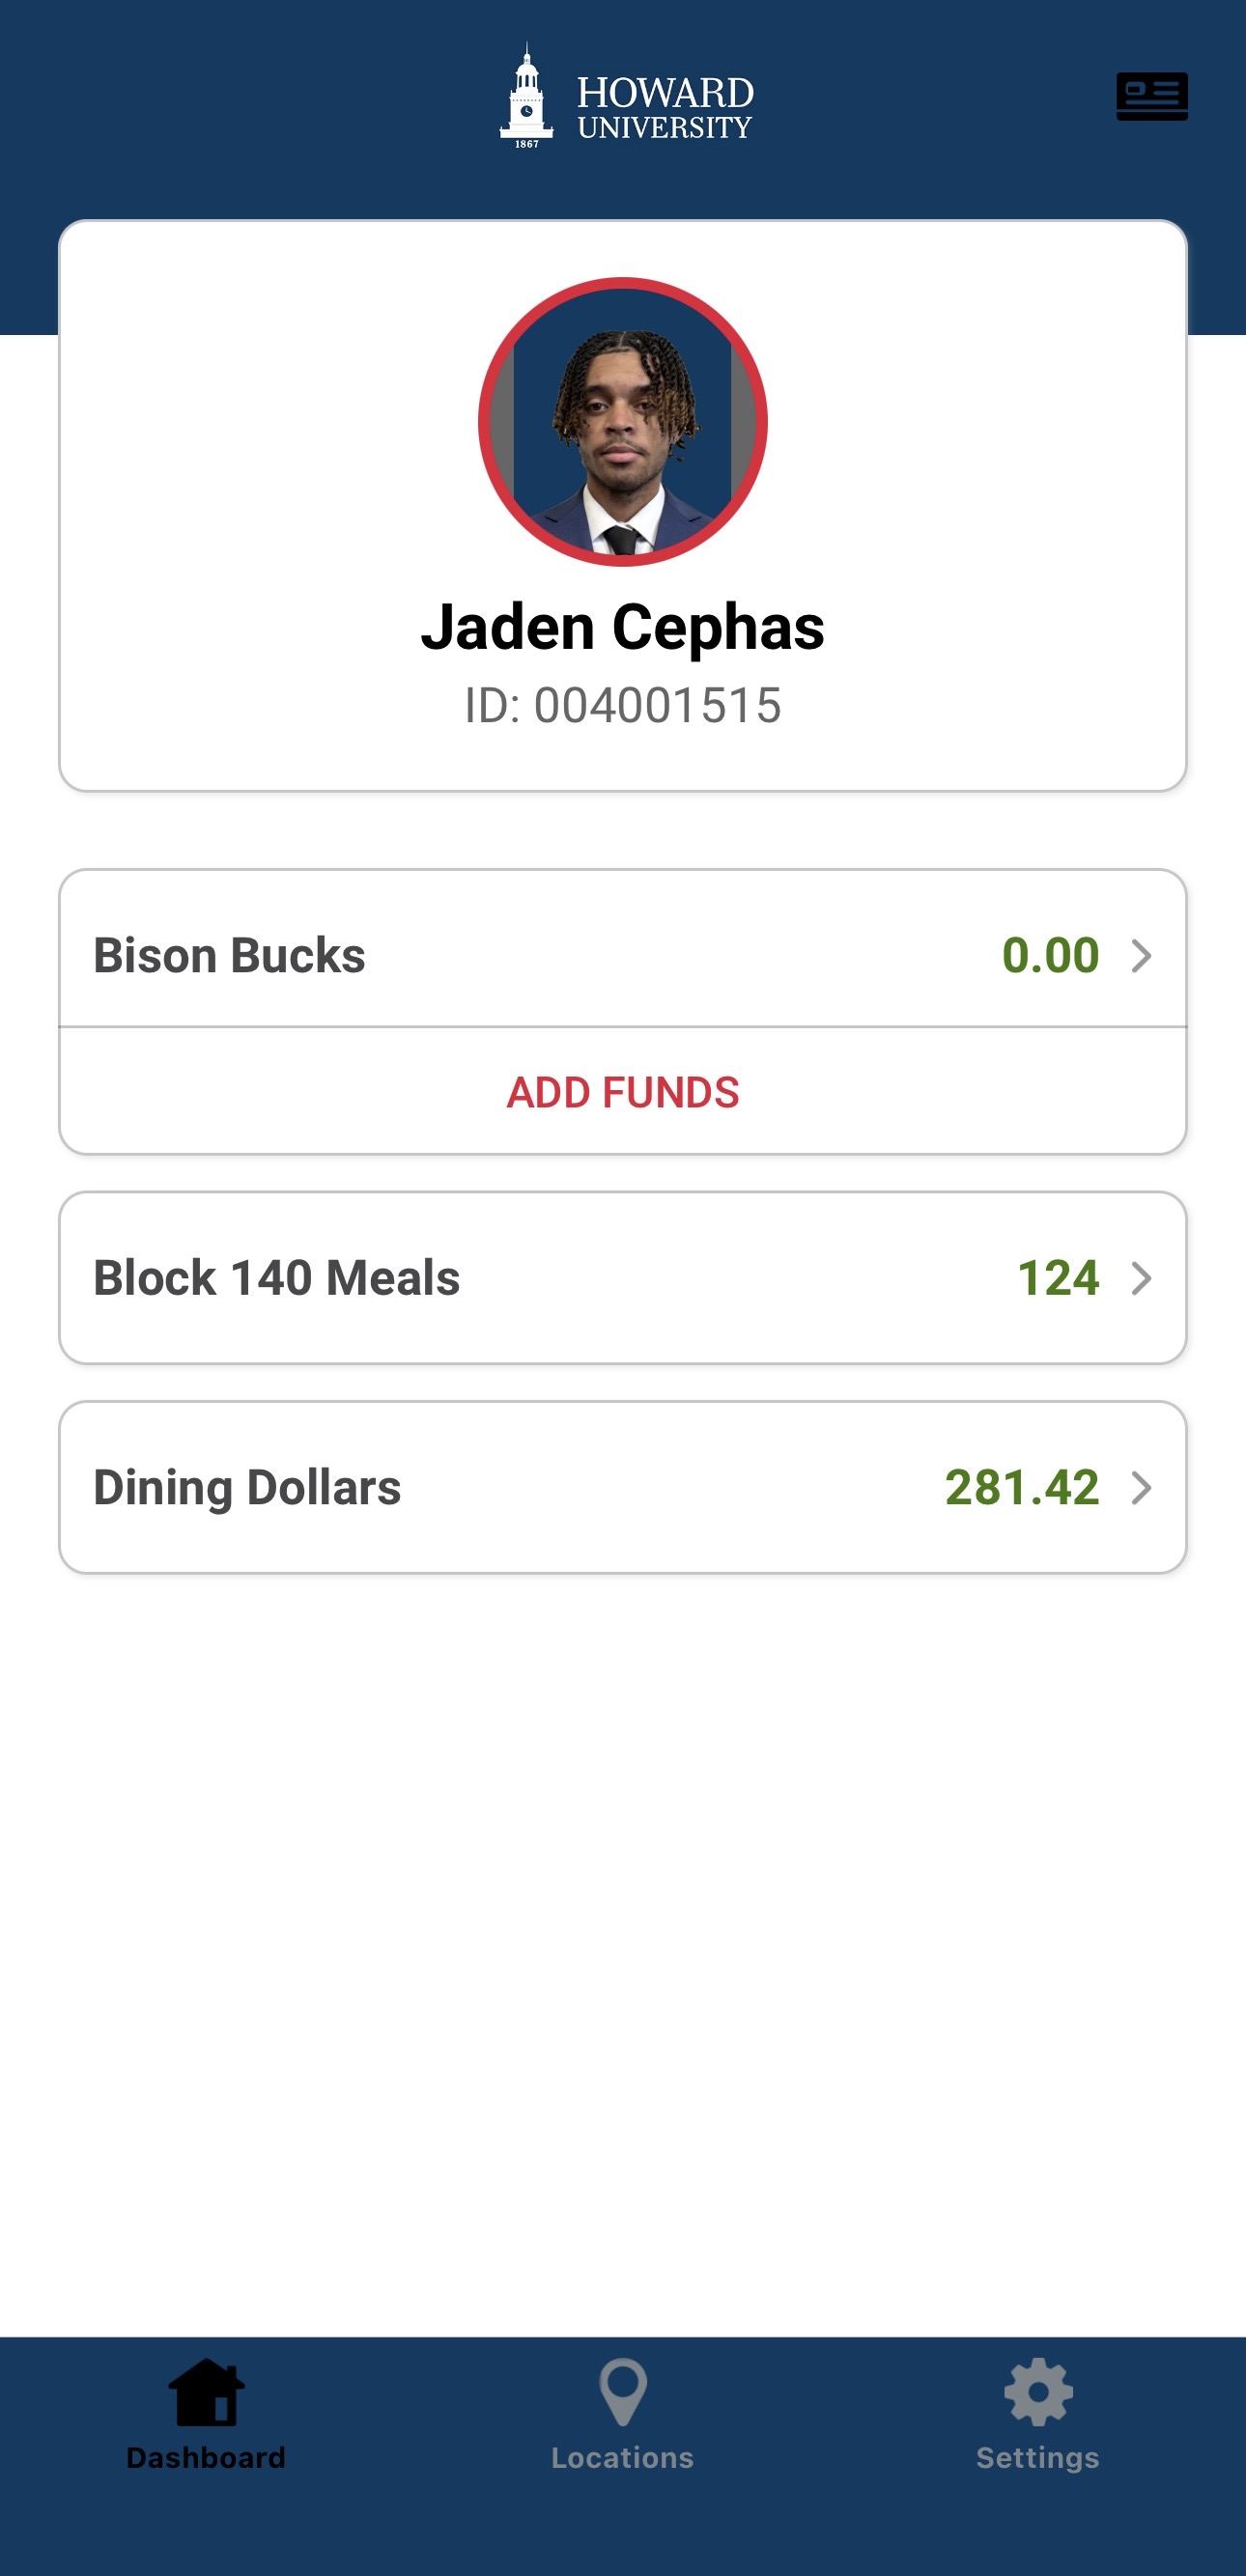 HOWARD
UNIVERSITY
1867
Jaden Cephas
ID: 004001515
Bison Bucks 0.00
ADD FUNDS
Block 140 Meals 124
Dining Dollars 281.42
Dashboard Locations Settings